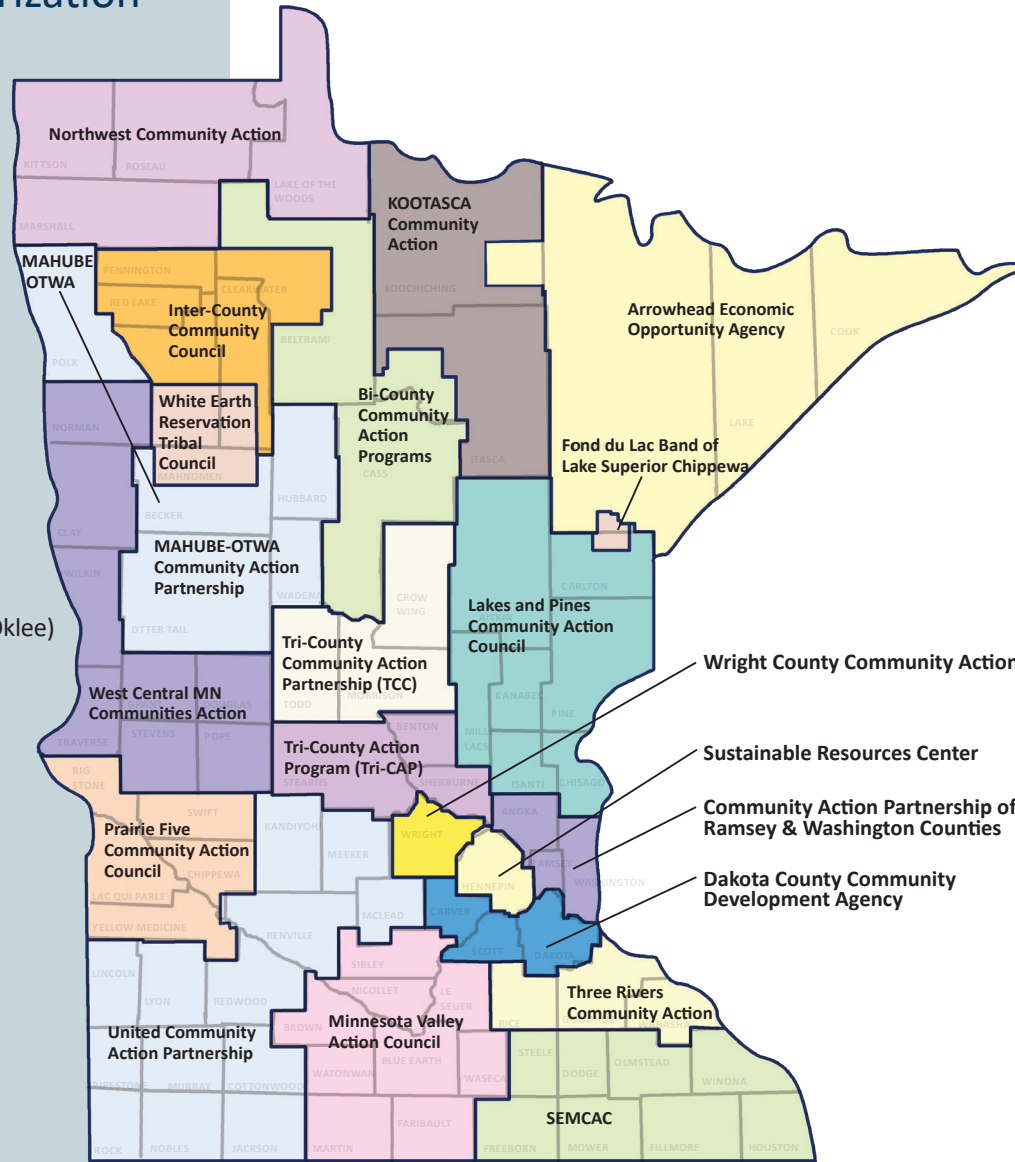 rization
Northwest Community Action
KITTSON
ROSEAU
LAKE OF THE
WOODS
MARSHALL
KOOTASCA
Community
Action
MAHUBE
OTWA
PENNINGTON
RED LAKE
CLEARWATER
Inter-County
Community
Council
KOOCHICHING
BELTRAMI
POLK
Arrowhead Economic
Opportunity Agency
COOK
LAKE
White Earth
Reservation
Tribal
Council
NORMAN
MAHNOMEN
Bi-County
Community
Action
Programs
CASS
ITASCA
Fond du Lac Band of
Lake Superior Chippewa
HUBBARD
BECKER
CLAY
MAHUBE-OTWA
Community Action
Partnership
WILKIN
WADENA
CROW
WING
CARLTON
AITKIN
Lakes and Pines
Community Action
Council
Oklee)
OTTER TAIL
Tri-County
Community Action
Partnership (TCC)
TODD
MORRISON
KANABEC
PINE
MILLE
LACS
ISANTI
CHISAGO
Wright County Community Action
West Central MN
Communities Action
GRANT
DOUGLAS
STEVENS
POPE
TRAVERSE
BENTON
Tri-County Action
Program (Tri-CAP)
STEARNS
SHERBURNE
Sustainable Resources Center
BIG
STONE
SWIFT
Prairie Five
Community Action
Council
CHIPPEWA
LAC QUI PARLE
YELLOW MEDICINE
KANDIYOHI
MEEKER
WRIGHT
ANOKA
RAMSEY
HENNEPIN
WASHINGTON
Community Action Partnership of
Ramsey & Washington Counties
MCLEAD
CARVER
RENVILLE
SCOTT
DAKOTA
Dakota County Community
Development Agency
LINCOLN
LYON
REDWOOD
SIBLEY
NICOLLET
LE
SEUER
BROWN
United Community
Action Partnership
Minnesota Valley
Action Council
Three Rivers
Community Action
RICE
GOODHUE
WABASHA
PIPESTONE
MURRAY
COTTONWOOD
WATONWAN
BLUE EARTH
WASECA
STEELE
DODGE
OLMSTEAD
WINONA
SEMCAC
ROCK
NOBLES
JACKSON
MARTIN
FARIBAULT
FREEBORN
MOWER
FILLMORE
HOUSTON